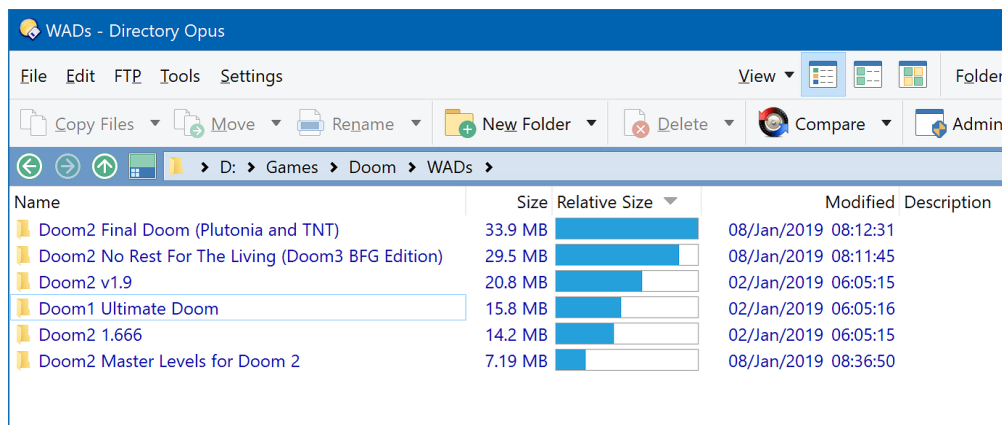 WADs - Directory Opus
File Edit FTP Tools Settings View Folder
Copy Files Move Rename New Folder Delete Compare Admin
D: Games Doom WADs
Name Size Relative Size Modified Description
Doom2 Final Doom (Plutonia and TNT) 33.9 MB 08/Jan/2019 08:12:31
Doom2 No Rest For The Living (Doom3 BFG Edition) 29.5 MB 08/Jan/2019 08:11:45
Doom2 v1.9 20.8 MB 02/Jan/2019 06:05:15
Doom1 Ultimate Doom 15.8 MB 02/Jan/2019 06:05:16
Doom2 1.666 14.2 MB 02/Jan/2019 06:05:15
Doom2 Master Levels for Doom 2 7.19 MB 08/Jan/2019 08:36:50